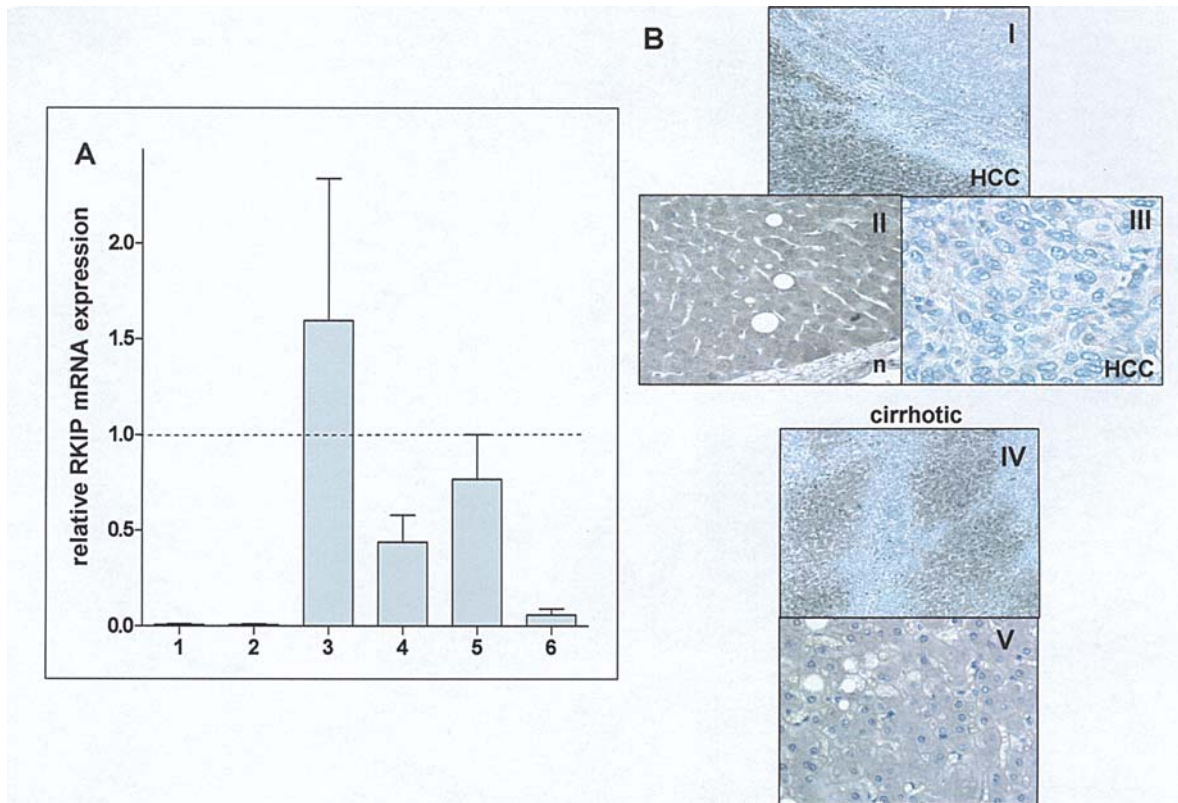 A
relative RKIP mRNA expression
2.0
1.5
1.0
0.5
0.0
1 2 3 4 5 6
B
I
HCC
II
n
III
HCC
cirrhotic
IV
V